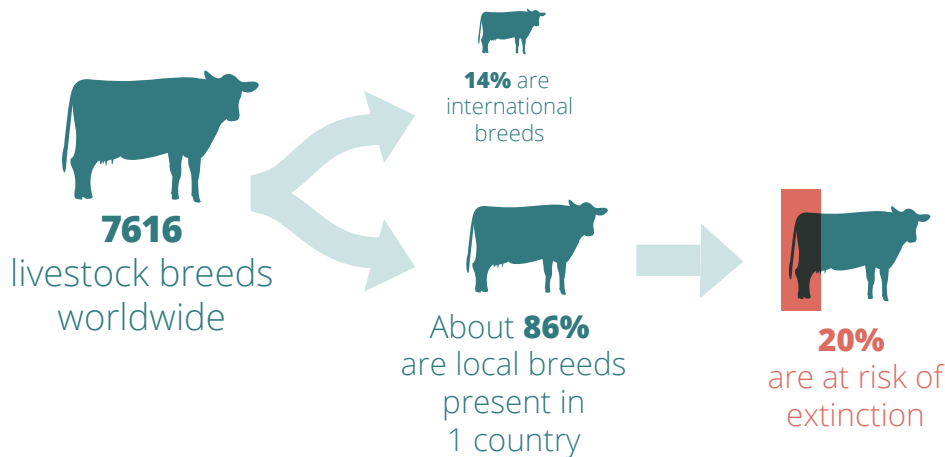 14% are
international
breeds
7616
livestock breeds
worldwide
About 86%
are local breeds
present in
1 country
20%
are at risk of
extinction